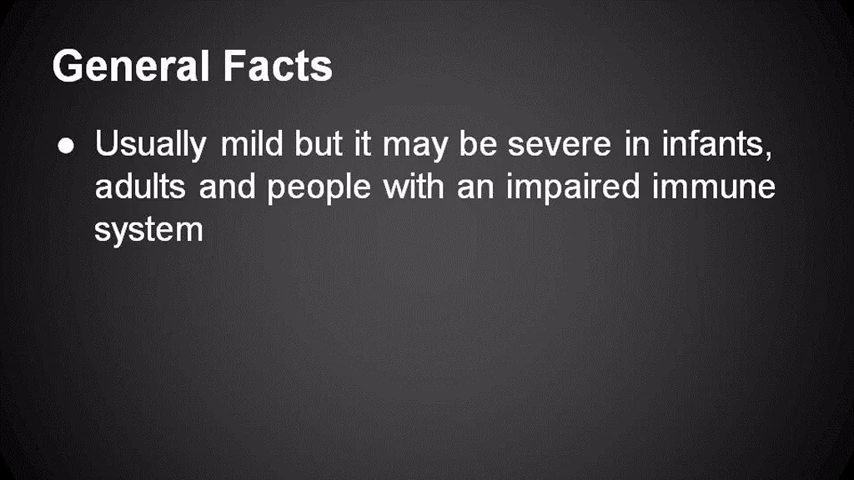 General Facts
● Usually mild but it may be severe in infants,
adults and people with an impaired immune
system